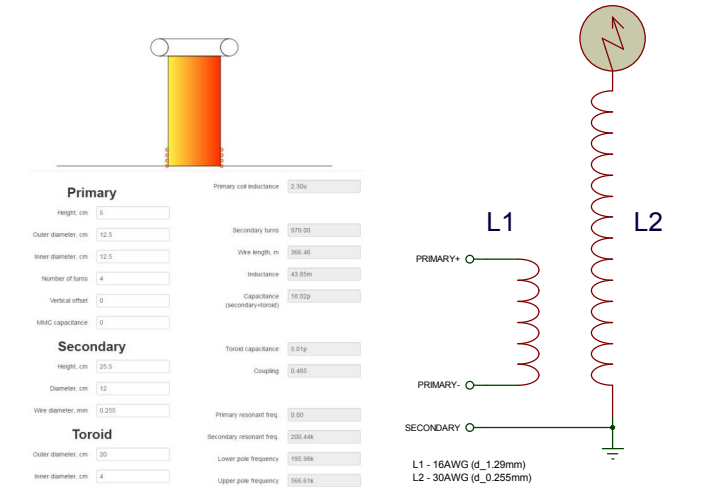 Primary
Height, cm 5
Outer diameter, cm 12.5
Inner diameter, cm 12.5
Number of turns 4
Vertical offset 0
MMC capacitance 0
Secondary
Height, cm 25.5
Diameter, cm 12
Wire diameter, mm 0.255
Toroid
Outer diameter, cm 20
Inner diameter, cm 4
Primary coil inductance 2.30u
Secondary turns 970.00
Wire length, m 366.46
Inductance 43.85m
Capacitance
(secondary+toroid) 18.02p
Toroid capacitance 5.01p
Coupling 0.485
Primary resonant freq. 0.00
Secondary resonant freq. 200.44k
Lower pole frequency 195.98k
Upper pole frequency 566.61k
L1
L2
PRIMARY+
PRIMARY-
SECONDARY
L1 - 16AWG (d_1.29mm)
L2 - 30AWG (d_0.255mm)